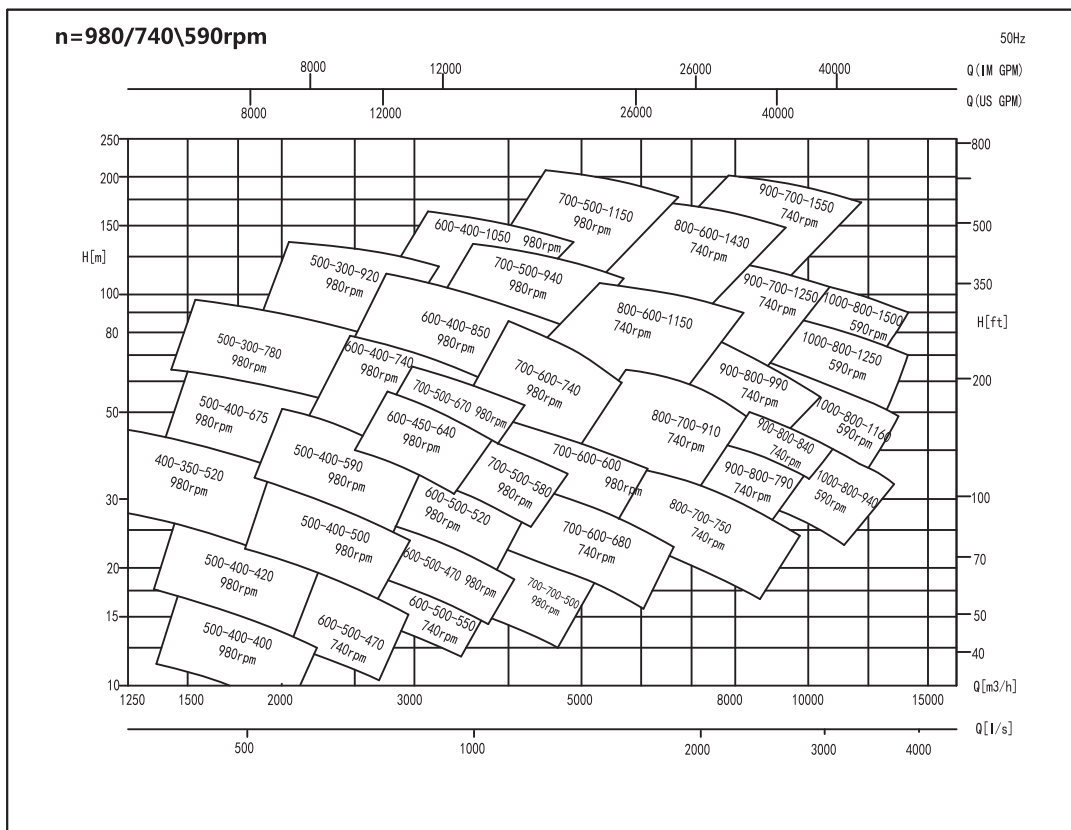 n=980/740\590rpm
50Hz
8000 12000 26000 40000 Q(IM GPM)
8000 12000 26000 40000 Q(US GPM)
250
200
150
H[m]
100
80
50
30
20
15
10
800
500
350
H[ft]
200
100
70
50
40
900-700-1550
740rpm
700-500-1150
980rpm
800-600-1430
740rpm
600-400-1050 980rpm
700-500-940
980rpm
500-300-920
980rpm
900-700-1250
740rpm
1000-800-1500
590rpm
800-600-1150
740rpm
600-400-850
980rpm
500-300-780
980rpm
600-400-740
980rpm
1000-800-1250
590rpm
700-600-740
980rpm
900-800-990
740rpm
700-500-670 980rpm
500-400-675
980rpm
600-450-640
980rpm
800-700-910
740rpm
1000-800-1160
590rpm
900-800-840
740rpm
400-350-520
980rpm
500-400-590
980rpm
700-500-580
980rpm
700-600-600
980rpm
900-800-790
740rpm
1000-800-940
590rpm
600-500-520
980rpm
800-700-750
740rpm
500-400-500
980rpm
700-600-680
740rpm
500-400-420
980rpm
600-500-470 980rpm
700-700-500
980rpm
600-500-550
740rpm
500-400-400
980rpm
600-500-470
740rpm
1250 1500 2000 3000 5000 8000 10000 15000 Q[m3/h]
500 1000 2000 3000 4000 Q[l/s]